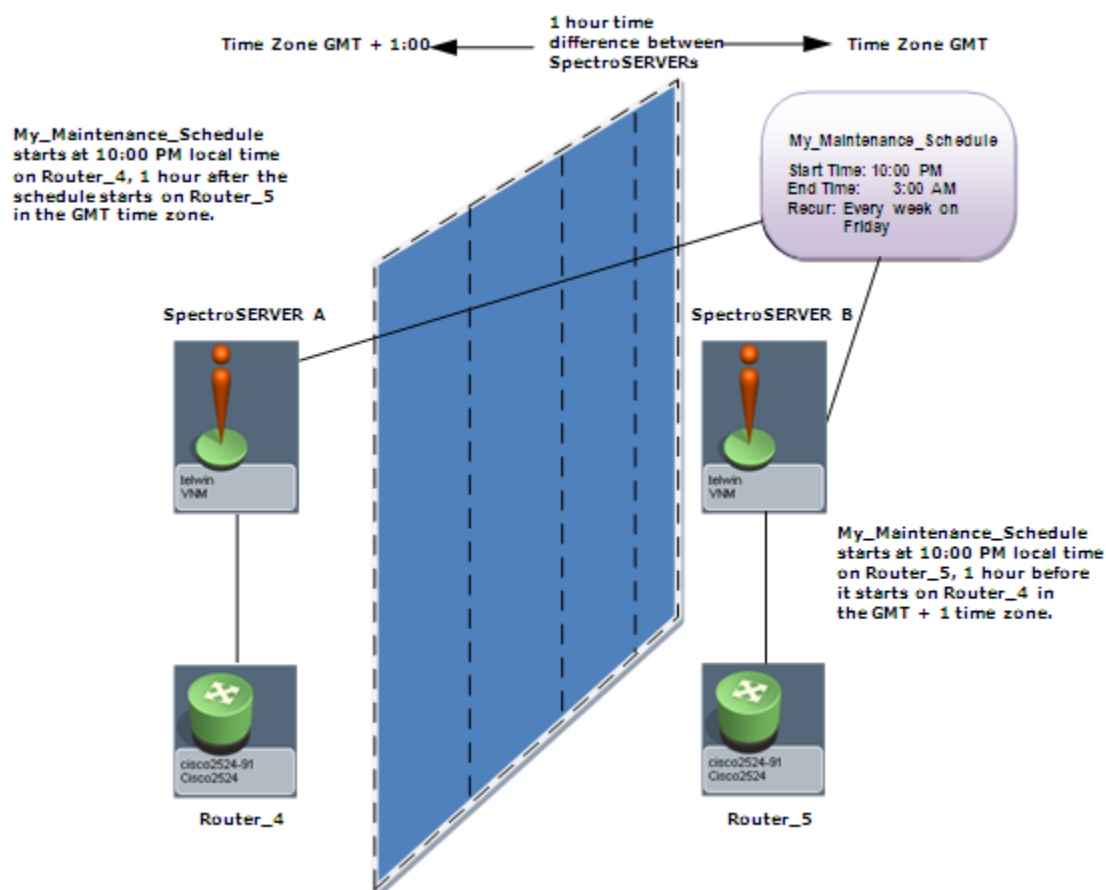 Time Zone GMT + 1:00
1 hour time
difference between
SpectroSERVERs
Time Zone GMT
My_Maintenance_Schedule
starts at 10:00 PM local time
on Router_4, 1 hour after the
schedule starts on Router_5
in the GMT time zone.
My_Maintenance_Schedule
Start Time: 10:00 PM
End Time: 3:00 AM
Recur: Every week on
Friday
SpectroSERVER A
SpectroSERVER B
telwin
VNM
telwin
VNM
My_Maintenance_Schedule
starts at 10:00 PM local time
on Router_5, 1 hour before
it starts on Router_4 in
the GMT + 1 time zone.
cisco2524-91
Cisco2524
cisco2524-91
Cisco2524
Router_4
Router_5